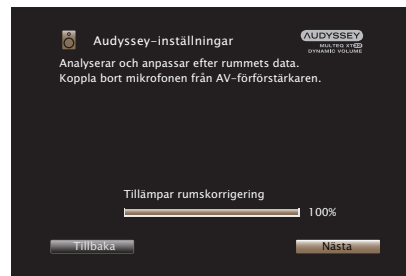 Audyssey-inställningar
AUDYSSEY
MULTEQ XT32
DYNAMIC VOLUME
Analyserar och anpassar efter rummets data.
Koppla bort mikrofonen från AV-förförstärkaren.
Tillämpar rumskorrigering
100%
Tillbaka
Nästa